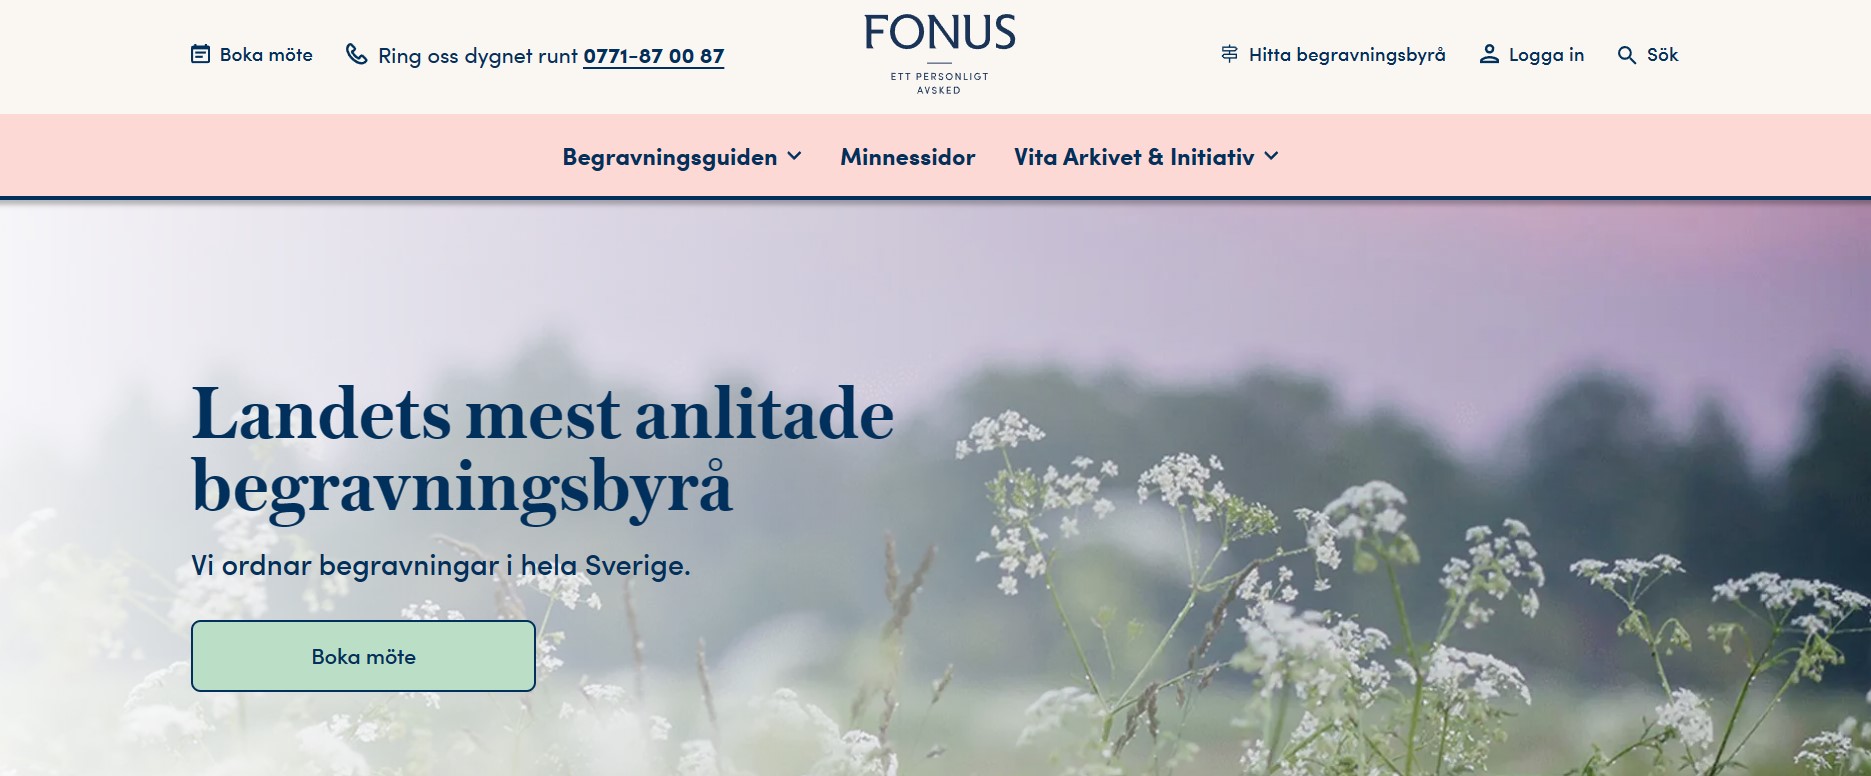 Boka möte
Ring oss dygnet runt 0771-87 00 87
FONUS
ETT PERSONLIGT
AVSKED
Hitta begravningsbyrå
Logga in
Sök
Begravningsguiden
Minnessidor
Vita Arkivet & Initiativ
Landets mest anlitade
begravningsbyrå
Vi ordnar begravningar i hela Sverige.
Boka möte